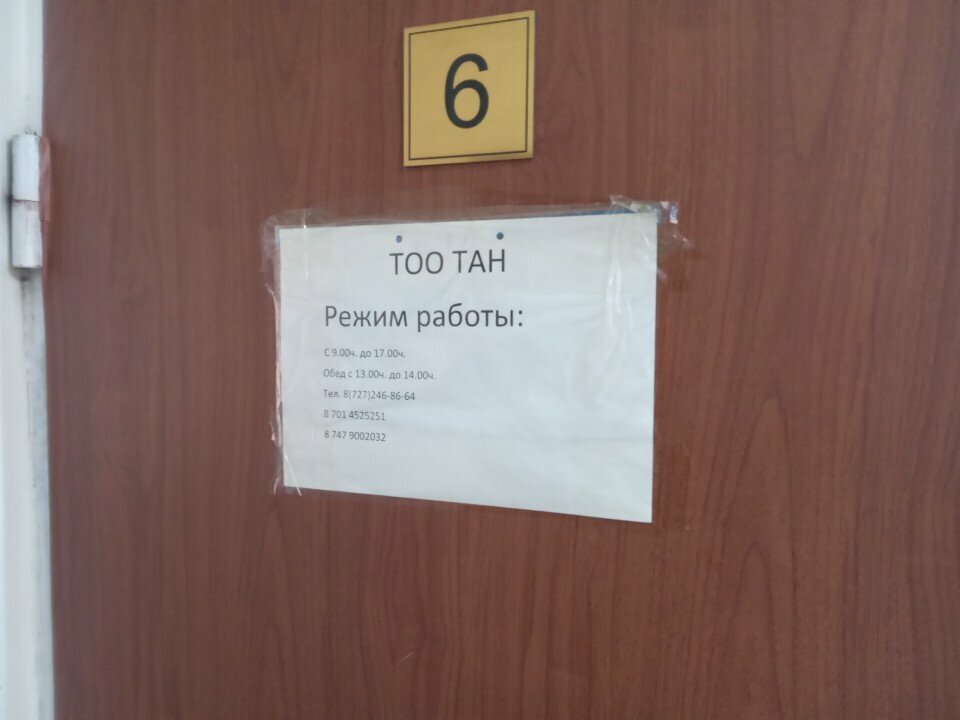 6
ТОО ТАН
Режим работы:
С 9.00ч. до 17.00ч.
Обед с 13.00ч. до 14.00ч.
Тел. 8(727)246-86-64
8 701 4525251
8 747 9002032